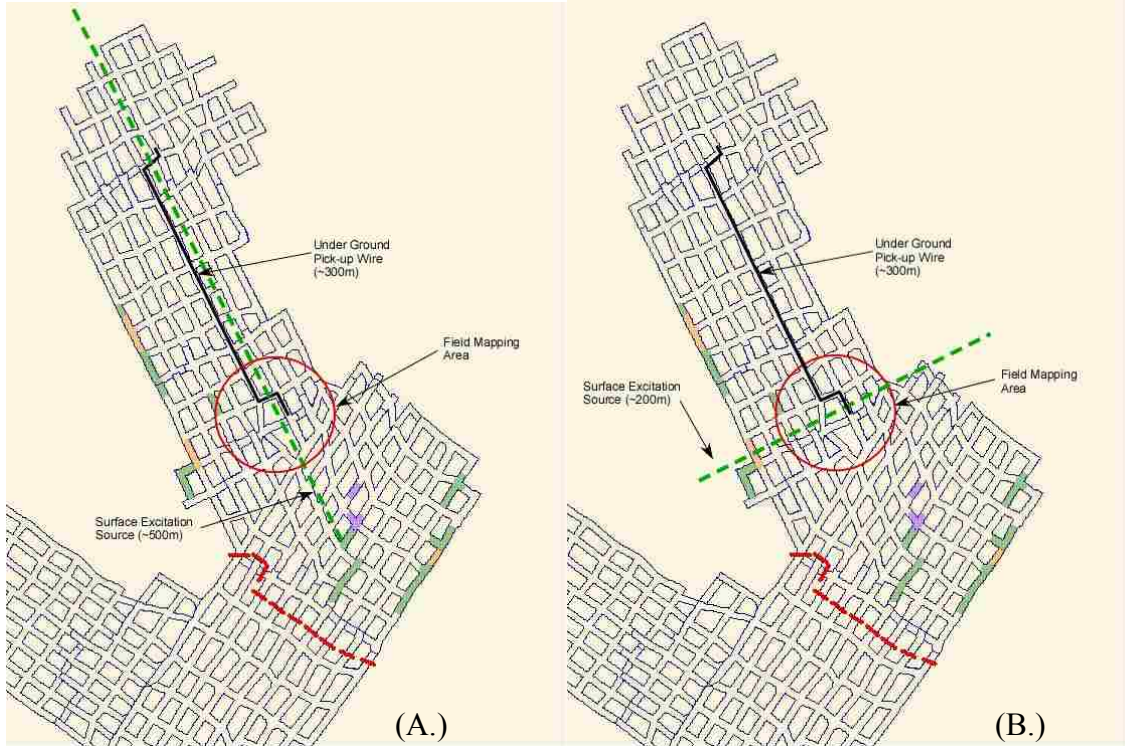 Under Ground
Pick-up Wire
(~300m)
Field Mapping
Area
Surface Excitation
Source (~500m)
(A.)
Under Ground
Pick-up Wire
(~300m)
Field Mapping
Area
Surface Excitation
Source (~200m)
(B.)